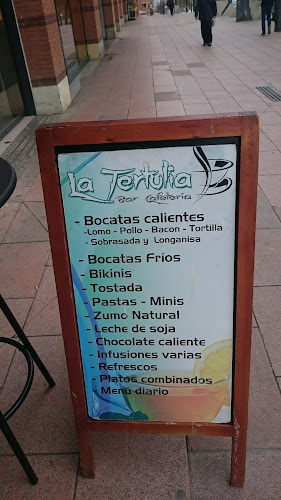 La Tertulia
Bar Cafeteria
- Bocatas calientes
-Lomo - Pollo - Bacon - Tortilla
- Sobrasada y Longanisa
- Bocatas Fríos
- Bikinis
- Tostada
- Pastas - Minis
- Zumo Natural
- Leche de soja
- Chocolate caliente
- Infusiones varias
- Refrescos
- Platos combinados
- Menú diario